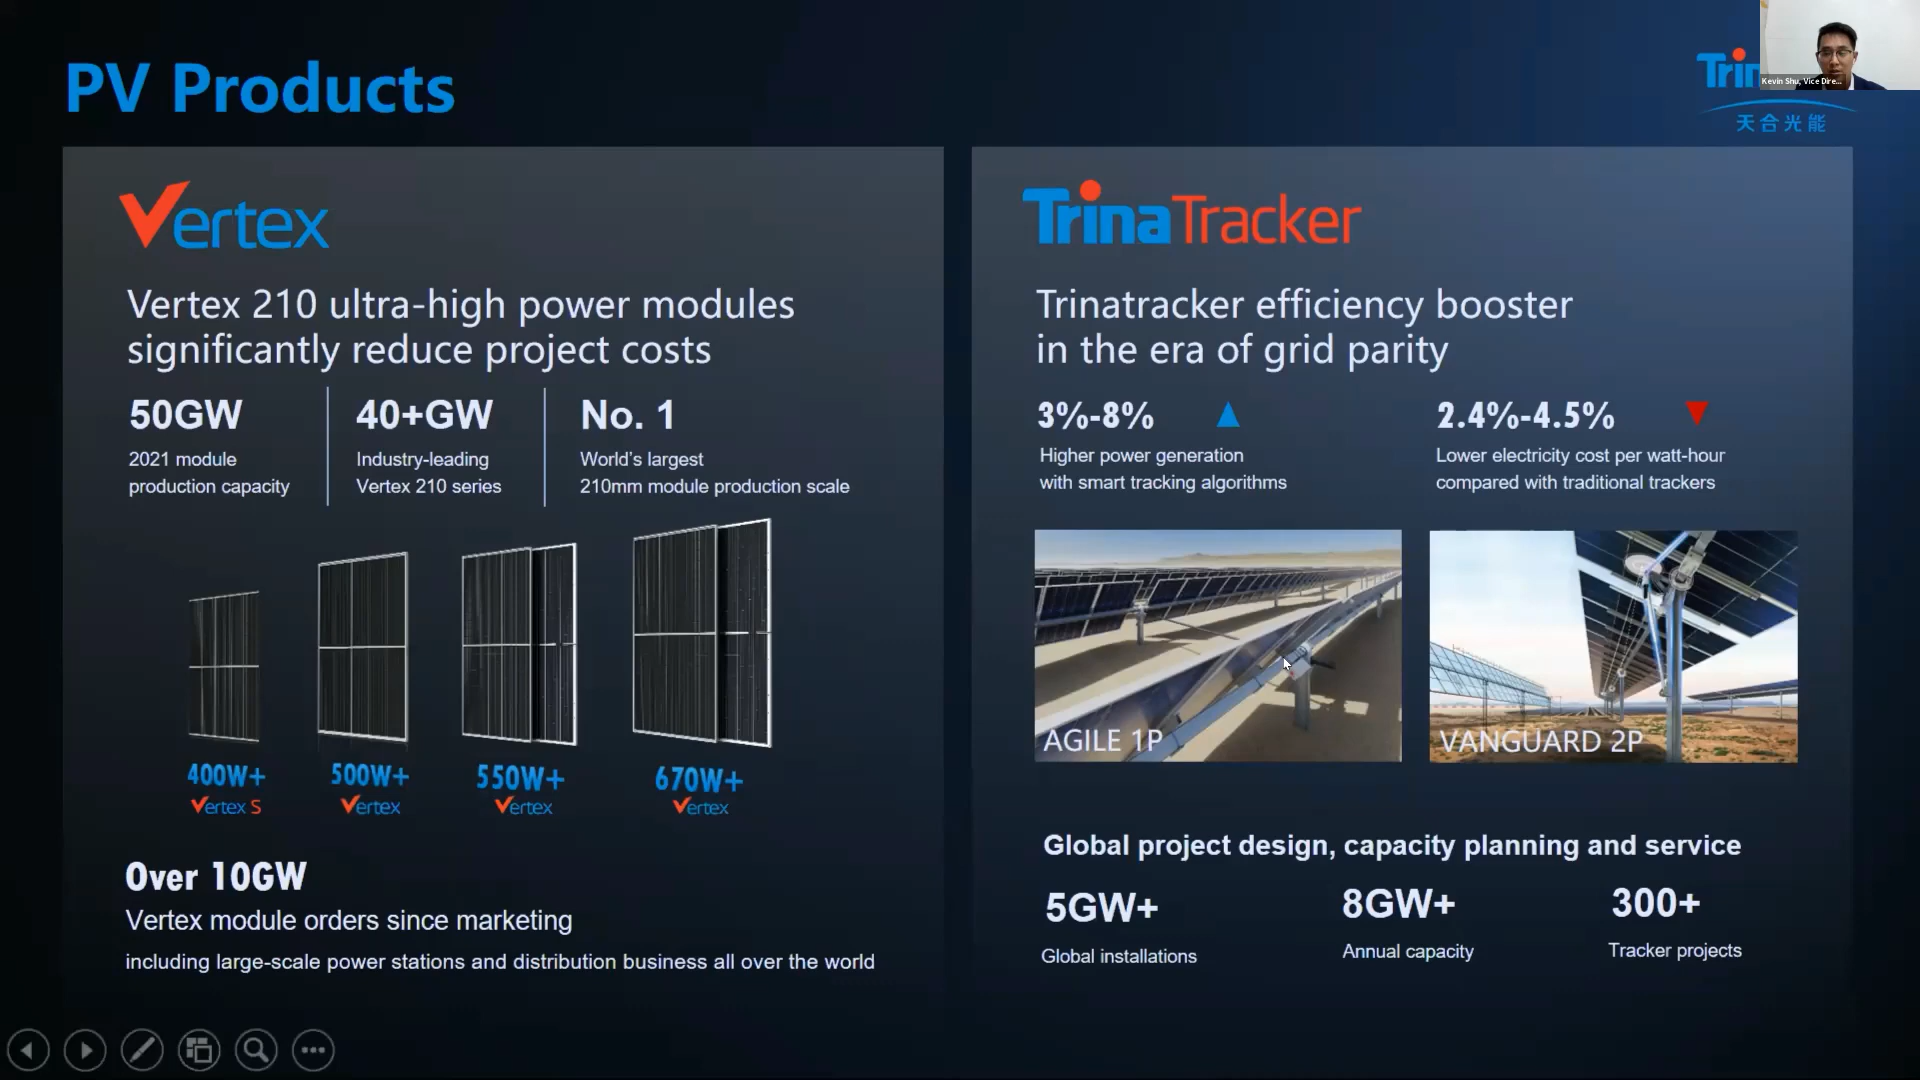 PV Products
Trin
Kevin Shu, Vice Dire...
天合光能
Vertex
Vertex 210 ultra-high power modules
significantly reduce project costs
50GW
2021 module
production capacity
40+GW
Industry-leading
Vertex 210 series
No. 1
World's largest
210mm module production scale
400W+
Vertex S
500W+
Vertex
550W+
Vertex
670W+
Vertex
Over 10GW
Vertex module orders since marketing
including large-scale power stations and distribution business all over the world
TrinaTracker
Trinatracker efficiency booster
in the era of grid parity
3%-8%
Higher power generation
with smart tracking algorithms
2.4%-4.5%
Lower electricity cost per watt-hour
compared with traditional trackers
AGILE 1P
VANGUARD 2P
Global project design, capacity planning and service
5GW+
Global installations
8GW+
Annual capacity
300+
Tracker projects